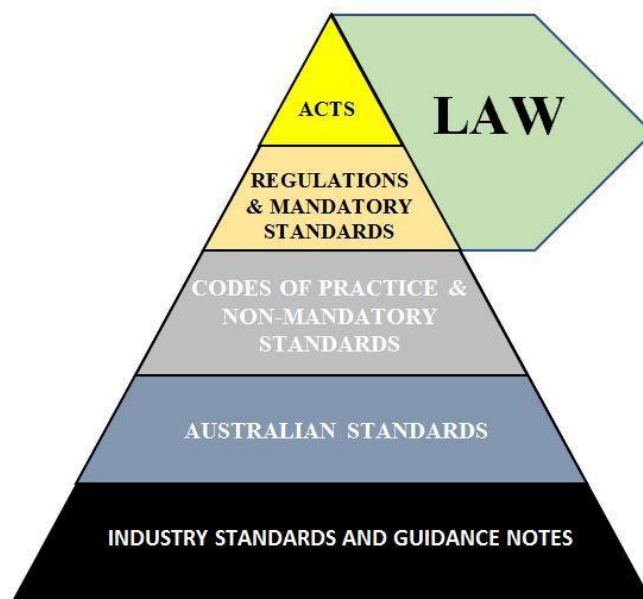 ACTS
LAW
REGULATIONS
& MANDATORY
STANDARDS
CODES OF PRACTICE &
NON-MANDATORY
STANDARDS
AUSTRALIAN STANDARDS
INDUSTRY STANDARDS AND GUIDANCE NOTES